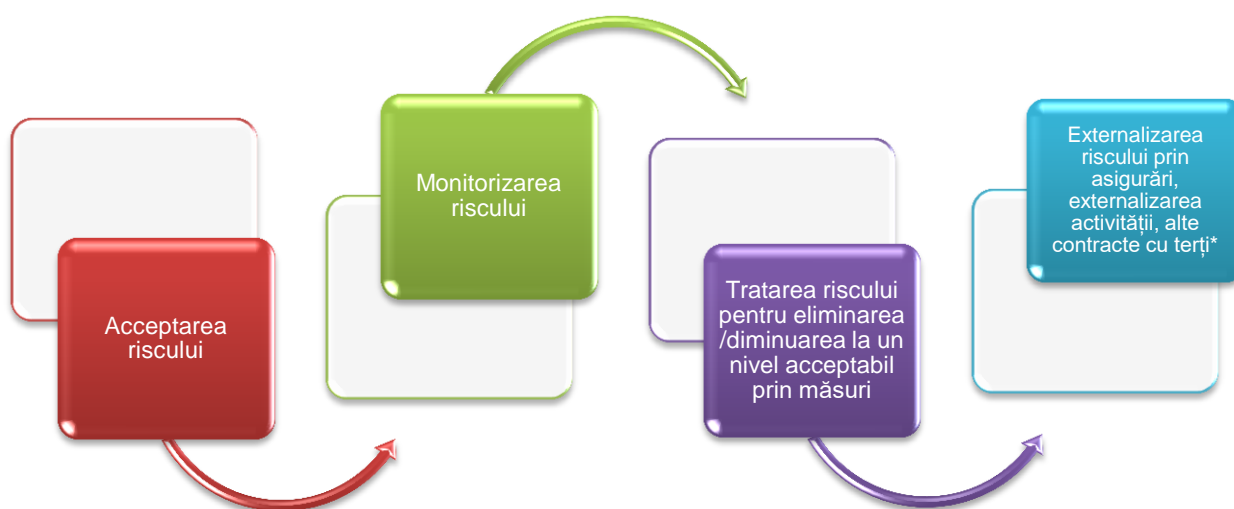 Acceptarea
riscului
Monitorizarea
riscului
Tratarea riscului
pentru eliminarea
/diminuarea la un
nivel acceptabil
prin măsuri
Externalizarea
riscului prin
asigurări,
externalizarea
activității, alte
contracte cu terți*